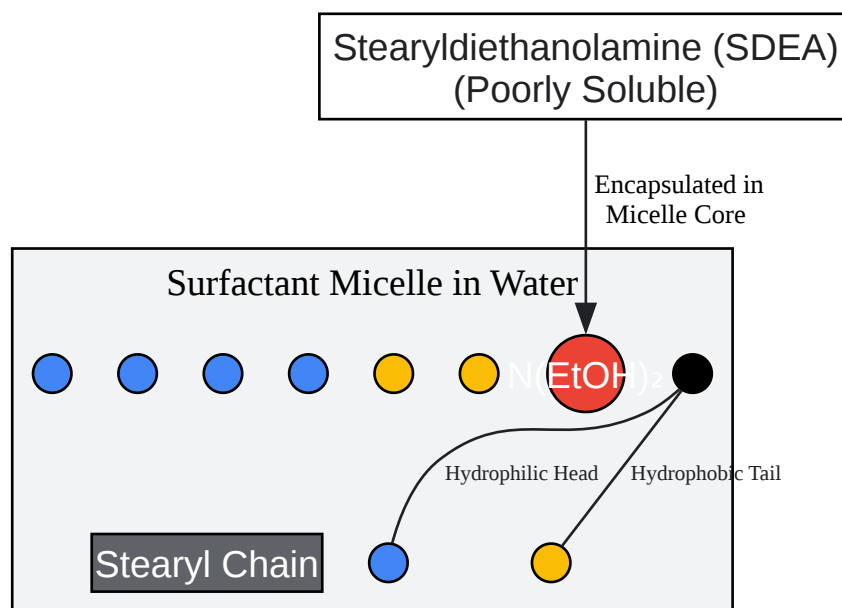 Stearyldiethanolamine (SDEA)
(Poorly Soluble)
Encapsulated in
Micelle Core
Surfactant Micelle in Water
N(EtOH)₂
Hydrophilic Head
Hydrophobic Tail
Stearyl Chain